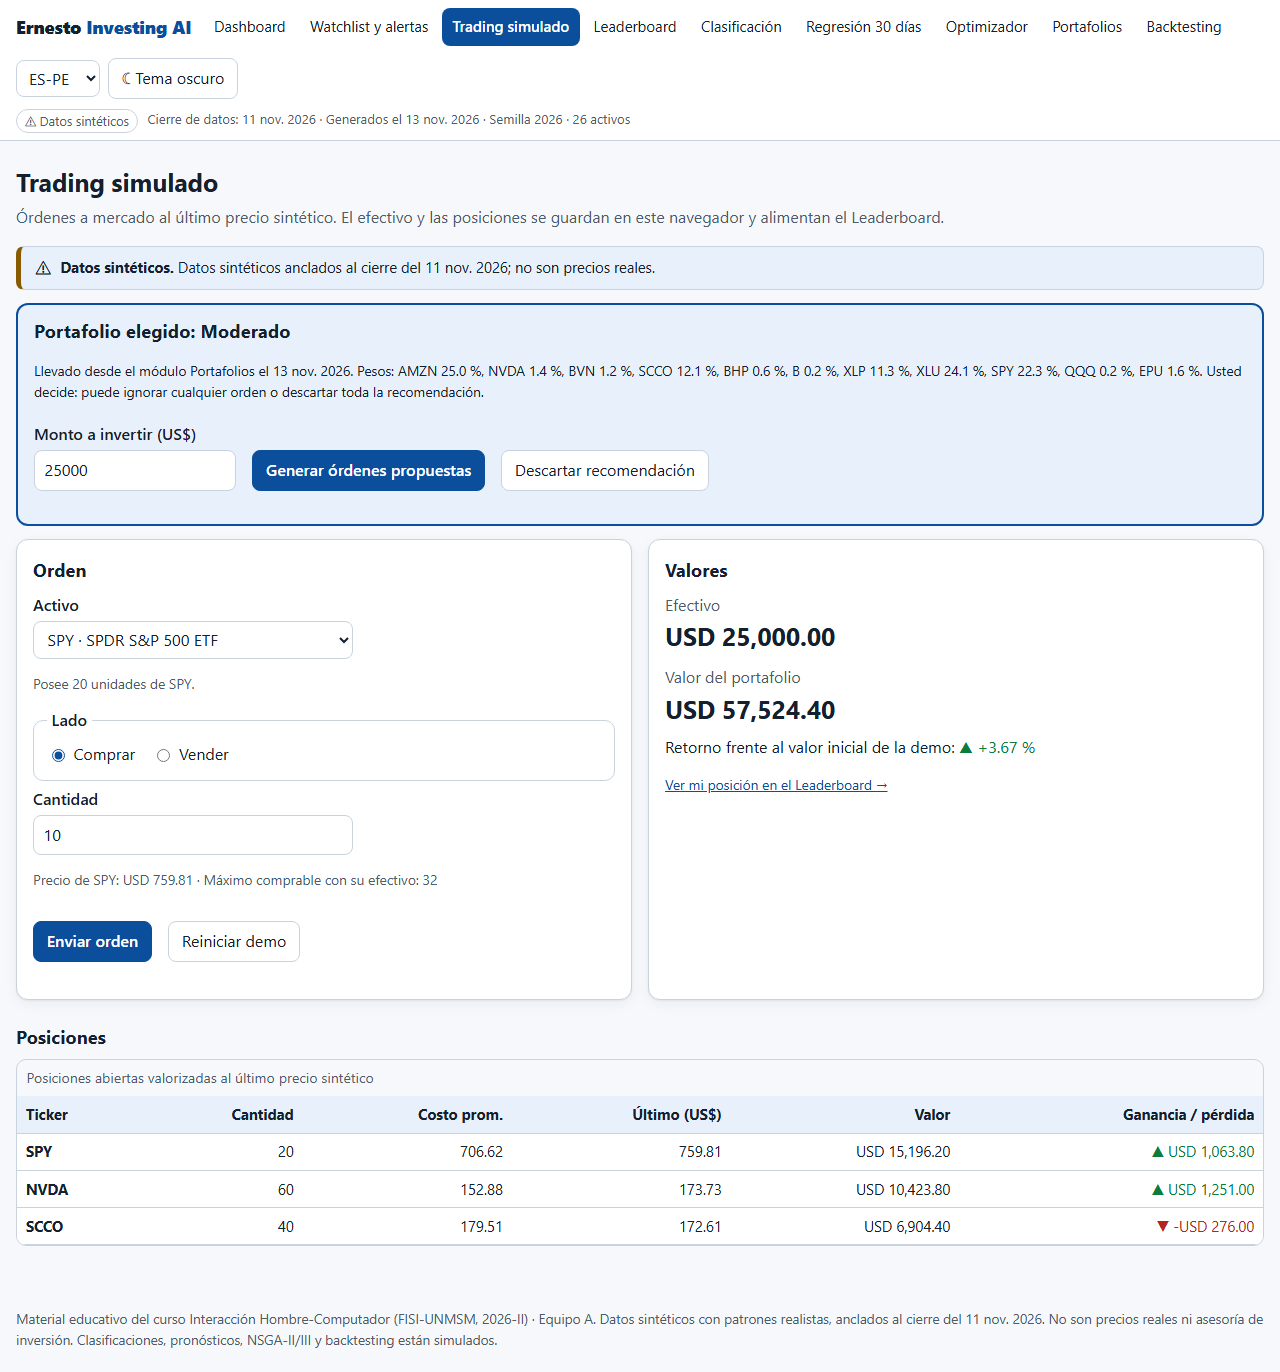 Ernesto Investing AI
Dashboard
Watchlist y alertas
Trading simulado
Leaderboard
Clasificación
Regresión 30 días
Optimizador
Portafolios
Backtesting
ES-PE
☾ Tema oscuro
⚠ Datos sintéticos
Cierre de datos: 11 nov. 2026 · Generados el 13 nov. 2026 · Semilla 2026 · 26 activos
Trading simulado
Órdenes a mercado al último precio sintético. El efectivo y las posiciones se guardan en este navegador y alimentan el Leaderboard.
⚠ Datos sintéticos. Datos sintéticos anclados al cierre del 11 nov. 2026; no son precios reales.
Portafolio elegido: Moderado
Llevado desde el módulo Portafolios el 13 nov. 2026. Pesos: AMZN 25.0 %, NVDA 1.4 %, BVN 1.2 %, SCCO 12.1 %, BHP 0.6 %, B 0.2 %, XLP 11.3 %, XLU 24.1 %, SPY 22.3 %, QQQ 0.2 %, EPU 1.6 %. Usted
decide: puede ignorar cualquier orden o descartar toda la recomendación.
Monto a invertir (US$)
25000
Generar órdenes propuestas
Descartar recomendación
Orden
Activo
SPY · SPDR S&P 500 ETF
Posee 20 unidades de SPY.
Lado
Comprar
Vender
Cantidad
10
Precio de SPY: USD 759.81 · Máximo comprable con su efectivo: 32
Enviar orden
Reiniciar demo
Valores
Efectivo
USD 25,000.00
Valor del portafolio
USD 57,524.40
Retorno frente al valor inicial de la demo: ▲ +3.67 %
Ver mi posición en el Leaderboard →
Posiciones
Posiciones abiertas valorizadas al último precio sintético
Ticker Cantidad Costo prom. Último (US$) Valor Ganancia / pérdida
SPY 20 706.62 759.81 USD 15,196.20 ▲ USD 1,063.80
NVDA 60 152.88 173.73 USD 10,423.80 ▲ USD 1,251.00
SCCO 40 179.51 172.61 USD 6,904.40 ▼ -USD 276.00
Material educativo del curso Interacción Hombre-Computador (FISI-UNMSM, 2026-II) · Equipo A. Datos sintéticos con patrones realistas, anclados al cierre del 11 nov. 2026. No son precios reales ni asesoría de
inversión. Clasificaciones, pronósticos, NSGA-II/III y backtesting están simulados.